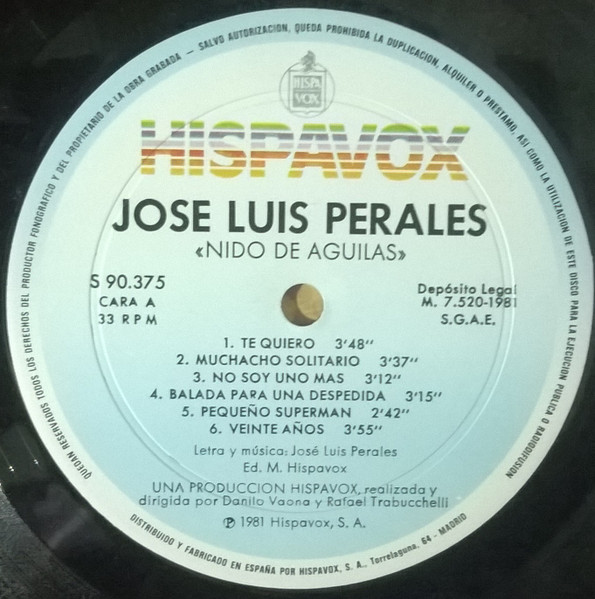 QUEDAN RESERVADOS TODOS LOS DERECHOS DEL PRODUCTOR FONOGRAFICO Y DEL PROPIETARIO DE LA OBRA GRABADA — SALVO AUTORIZACION, QUEDA PROHIBIDA LA DUPLICACION, ALQUILER O PRESTAMO, ASI COMO LA UTILIZACION DE ESTE DISCO PARA LA EJECUCION PUBLICA O RADIODIFUSION
HISPA
VOX
HISPAVOX
JOSE LUIS PERALES
«NIDO DE AGUILAS»
S 90.375
CARA A
33 RPM
Depósito Legal
M. 7.520-1981
S.G.A.E.
1. TE QUIERO 3'48''
2. MUCHACHO SOLITARIO 3'37''
3. NO SOY UNO MAS 3'12''
4. BALADA PARA UNA DESPEDIDA 3'15''
5. PEQUEÑO SUPERMAN 2'42''
6. VEINTE AÑOS 3'55''
Letra y música: José Luis Perales
Ed. M. Hispavox
UNA PRODUCCION HISPAVOX, realizada y
dirigida por Danilo Vaona y Rafael Trabucchelli
℗ 1981 Hispavox, S. A.
DISTRIBUIDO Y FABRICADO EN ESPAÑA POR HISPAVOX, S. A., Torrelaguna, 64 - MADRID